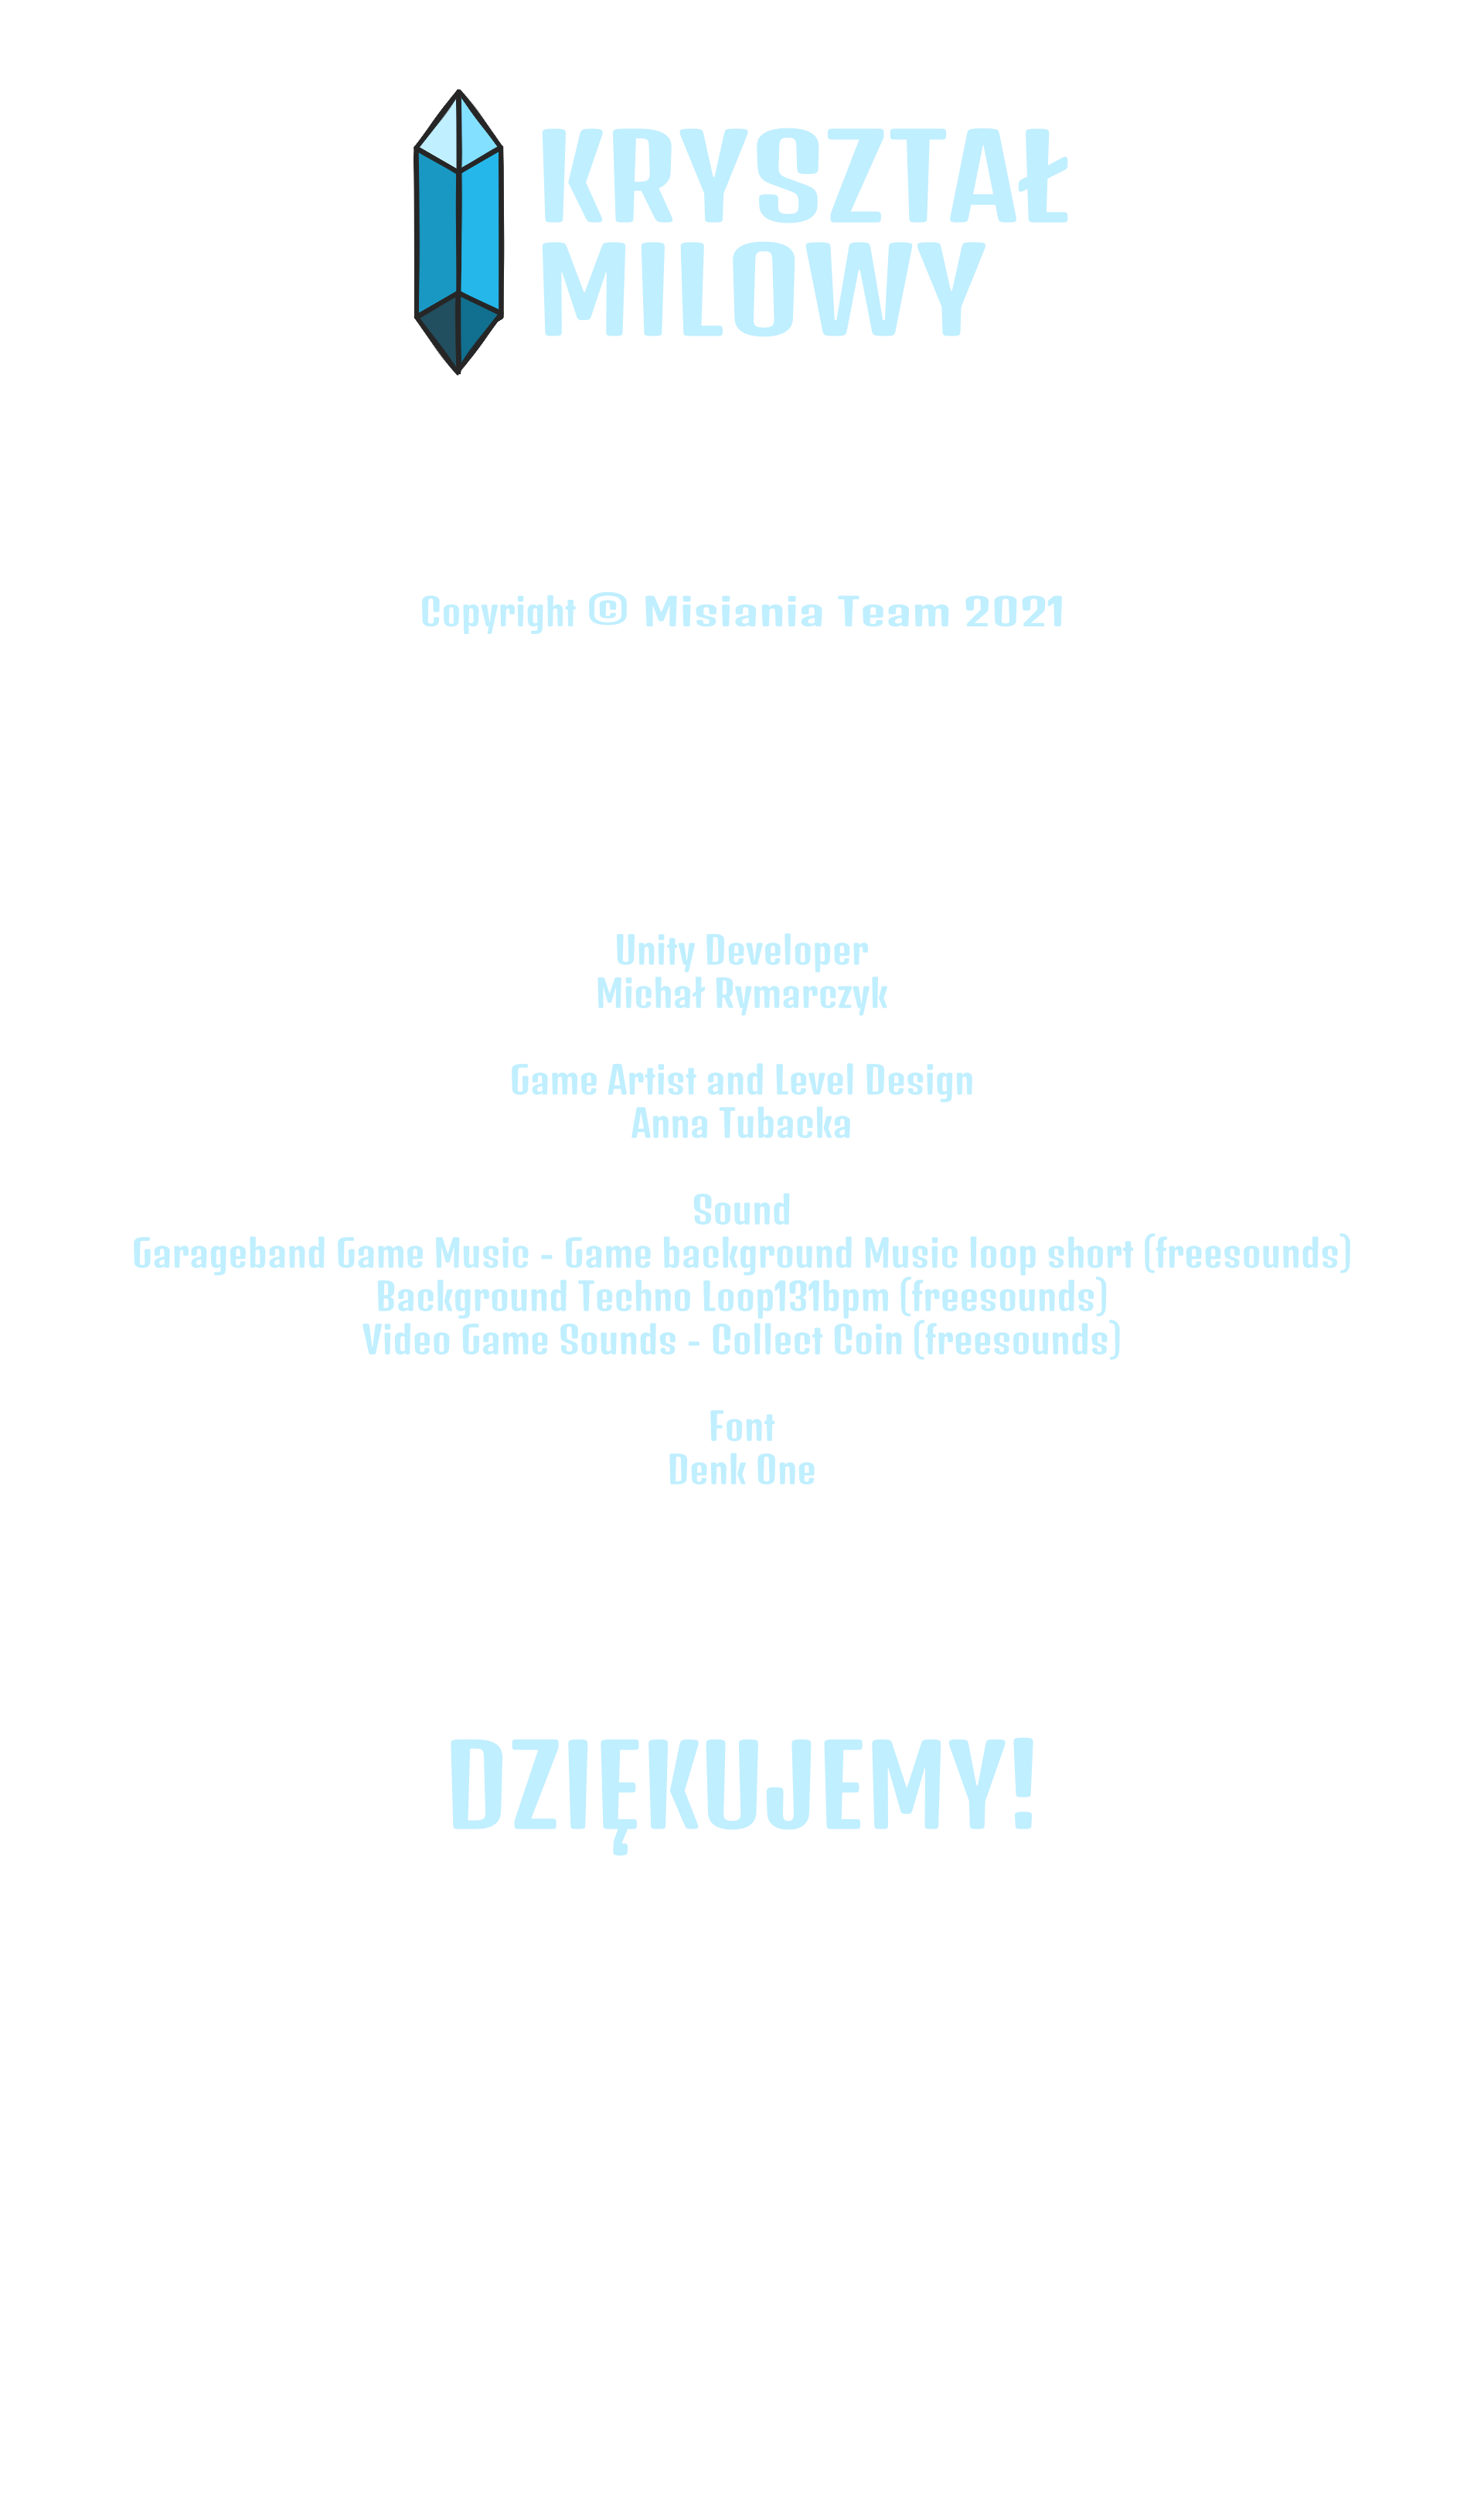 KRYSZTAŁ
MILOWY
Copyright © Misiania Team 2021
Unity Developer
Michał Rymarczyk
Game Artist and Level Design
Anna Tubacka
Sound
Garageband Game Music - Game background Music loop short (freesounds)
Background Techno Loop131bpm (freesounds)
Video Game Sounds - Collect Coin (freesounds)
Font
Denk One
DZIĘKUJEMY!